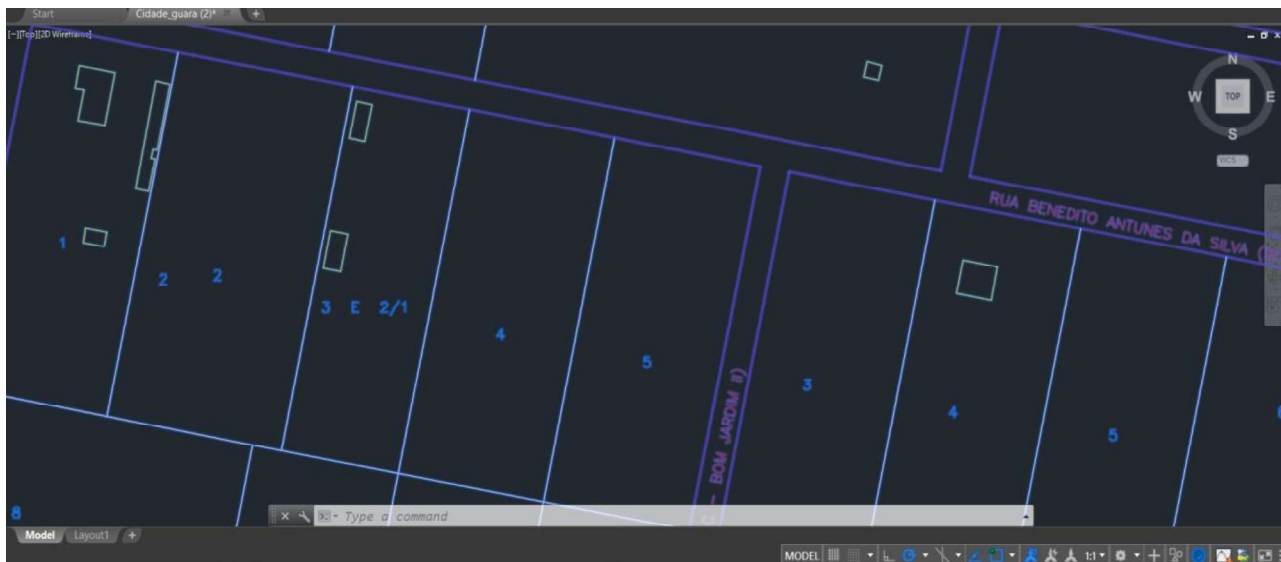 Start
Cidade_guara (2)*
[−][Top][2D Wireframe]
N
W TOP E
S
WCS
RUA BENEDITO ANTUNES DA SILVA
1
2 2
3 E 2/1
4
5
3
4
5
BOM JARDIM II)
8
Type a command
Model Layout1
MODEL 1:1